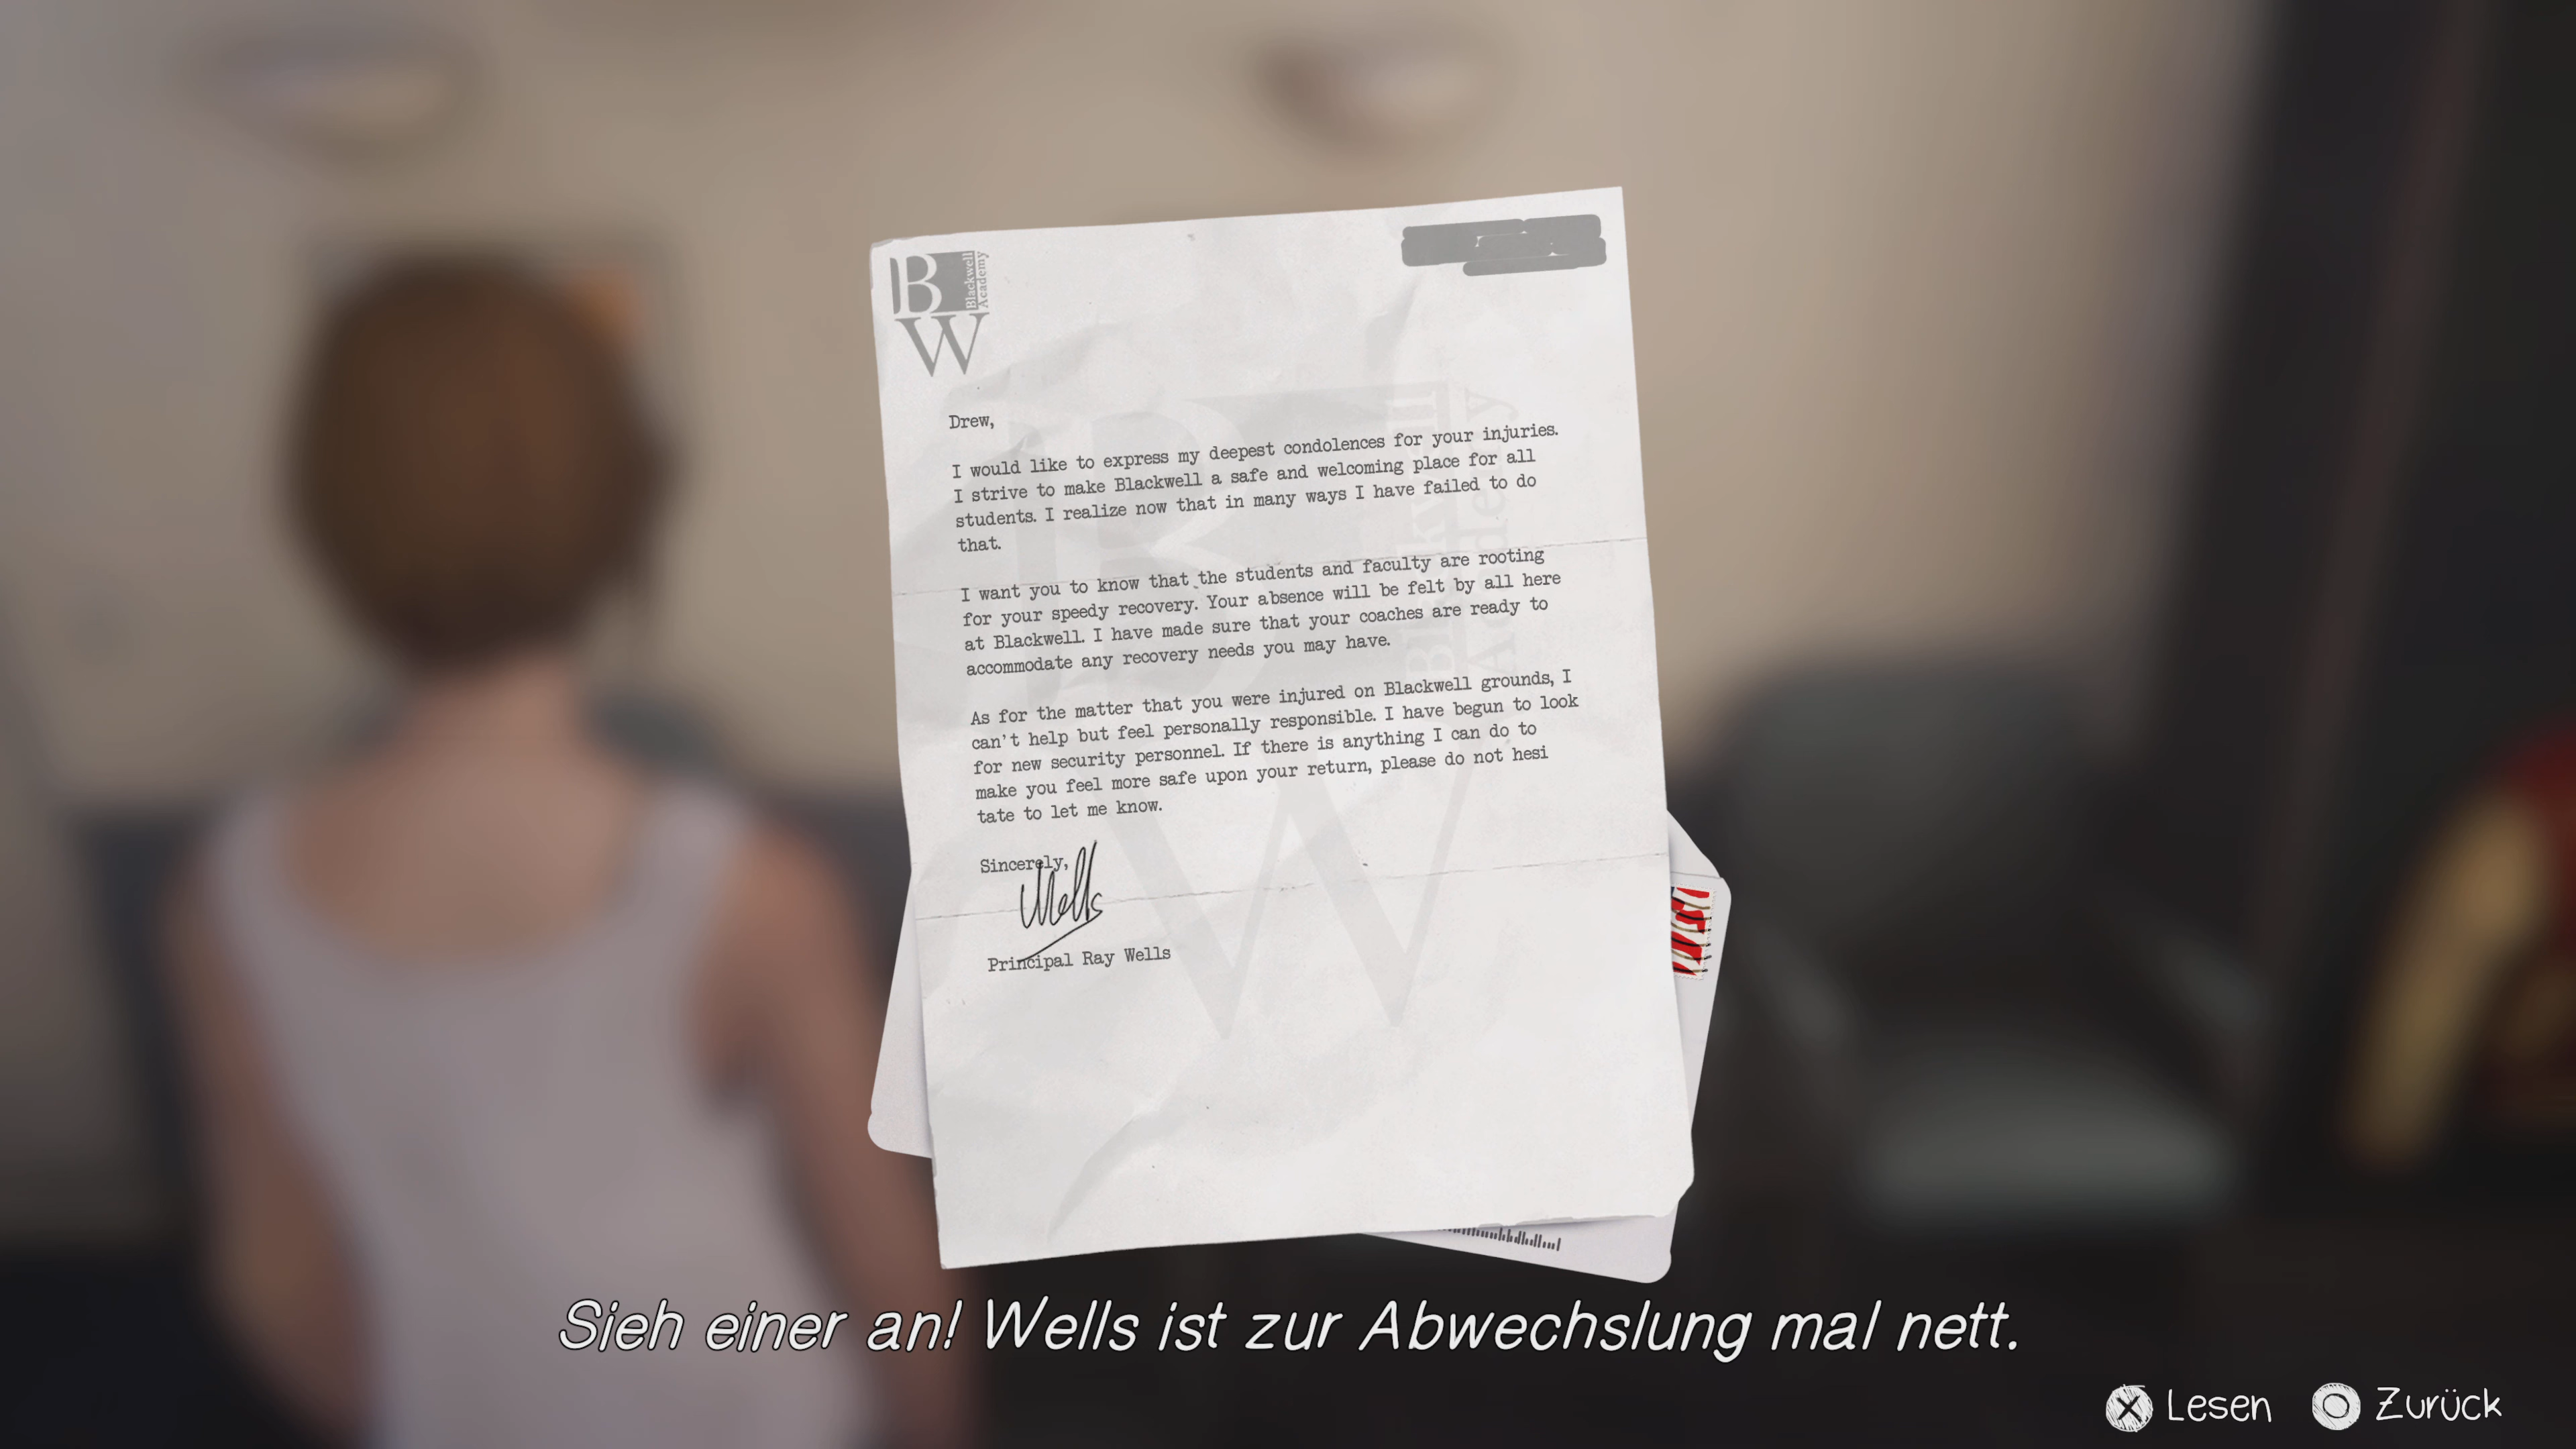 B
Blackwell
Academy
W
Drew,
I would like to express my deepest condolences for your injuries.
I strive to make Blackwell a safe and welcoming place for all
students. I realize now that in many ways I have failed to do
that.
I want you to know that the students and faculty are rooting
for your speedy recovery. Your absence will be felt by all here
at Blackwell. I have made sure that your coaches are ready to
accommodate any recovery needs you may have.
As for the matter that you were injured on Blackwell grounds, I
can't help but feel personally responsible. I have begun to look
for new security personnel. If there is anything I can do to
make you feel more safe upon your return, please do not hesi
tate to let me know.
Sincerely,
Wells
Principal Ray Wells
Sieh einer an! Wells ist zur Abwechslung mal nett.
X Lesen O Zurück